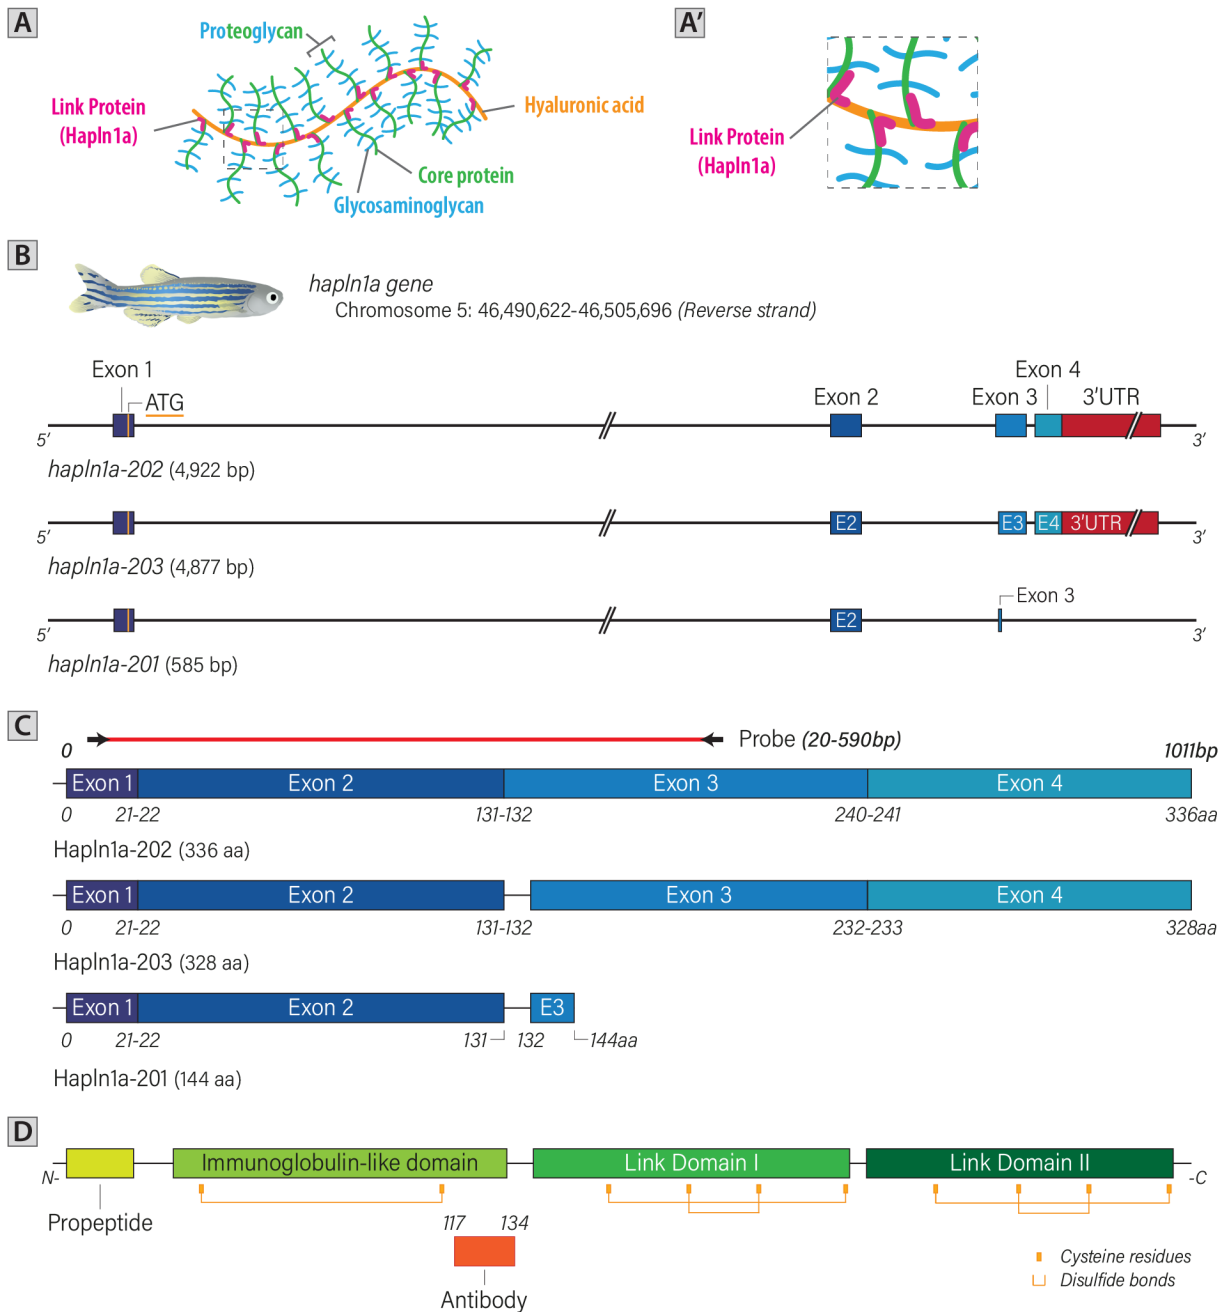 A
Proteoglycan
Link Protein
(Hapln1a)
Hyaluronic acid
Core protein
Glycosaminoglycan
A′
Link Protein
(Hapln1a)
B
hapln1a gene
Chromosome 5: 46,490,622-46,505,696 (Reverse strand)
Exon 1
ATG
Exon 2
Exon 3
Exon 4
3′UTR
5′
3′
hapln1a-202 (4,922 bp)
E2
E3
E4
3′UTR
5′
3′
hapln1a-203 (4,877 bp)
E2
Exon 3
5′
3′
hapln1a-201 (585 bp)
C
0
Probe (20-590bp)
1011bp
Exon 1 Exon 2 Exon 3 Exon 4
0 21-22 131-132 240-241 336aa
Hapln1a-202 (336 aa)
Exon 1 Exon 2 Exon 3 Exon 4
0 21-22 131-132 232-233 328aa
Hapln1a-203 (328 aa)
Exon 1 Exon 2 E3
0 21-22 131 132 144aa
Hapln1a-201 (144 aa)
D
N-
Immunoglobulin-like domain
Link Domain I
Link Domain II
-C
Propeptide
117 134
Antibody
Cysteine residues
Disulfide bonds